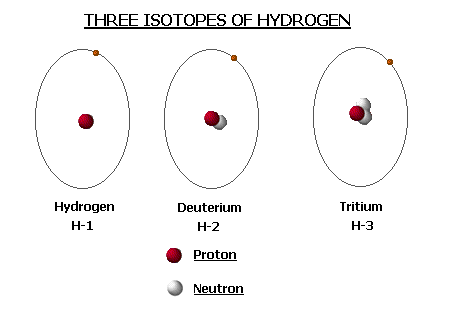 THREE ISOTOPES OF HYDROGEN
Hydrogen
H-1
Deuterium
H-2
Tritium
H-3
Proton
Neutron